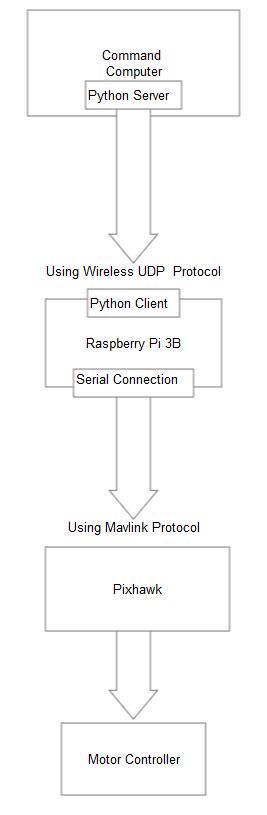 Command
Computer
Python Server
Using Wireless UDP Protocol
Python Client
Raspberry Pi 3B
Serial Connection
Using Mavlink Protocol
Pixhawk
Motor Controller